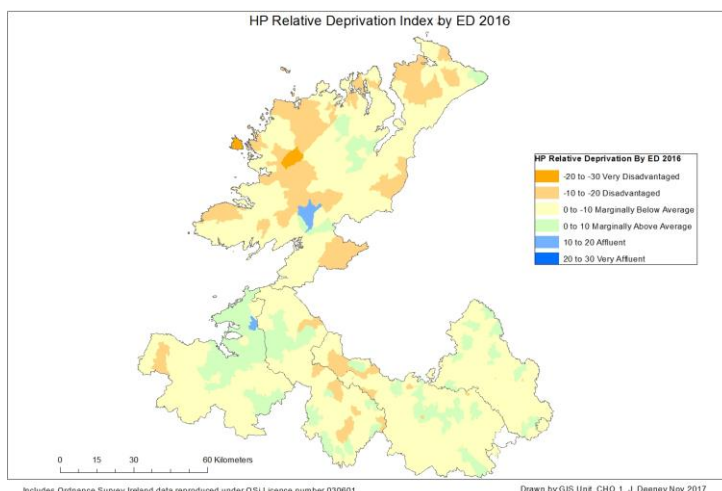 HP Relative Deprivation Index by ED 2016
HP Relative Deprivation By ED 2016
-20 to -30 Very Disadvantaged
-10 to -20 Disadvantaged
0 to -10 Marginally Below Average
0 to 10 Marginally Above Average
10 to 20 Affluent
20 to 30 Very Affluent
0 15 30 60 Kilometers
Includes Ordnance Survey Ireland data reproduced under OSi Licence number 030601
Drawn by GIS Unit, CHO 1, J. Deeney Nov 2017